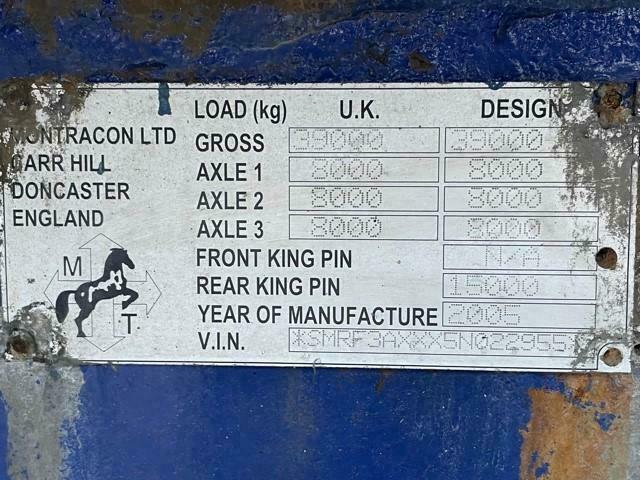 LOAD (kg) U.K. DESIGN
MONTRACON LTD
CARR HILL
DONCASTER
ENGLAND
GROSS 39000 39000
AXLE 1 8000 8000
AXLE 2 8000 8000
AXLE 3 8000 8000
FRONT KING PIN N/A
REAR KING PIN 15000
YEAR OF MANUFACTURE 2005
V.I.N.
M
T